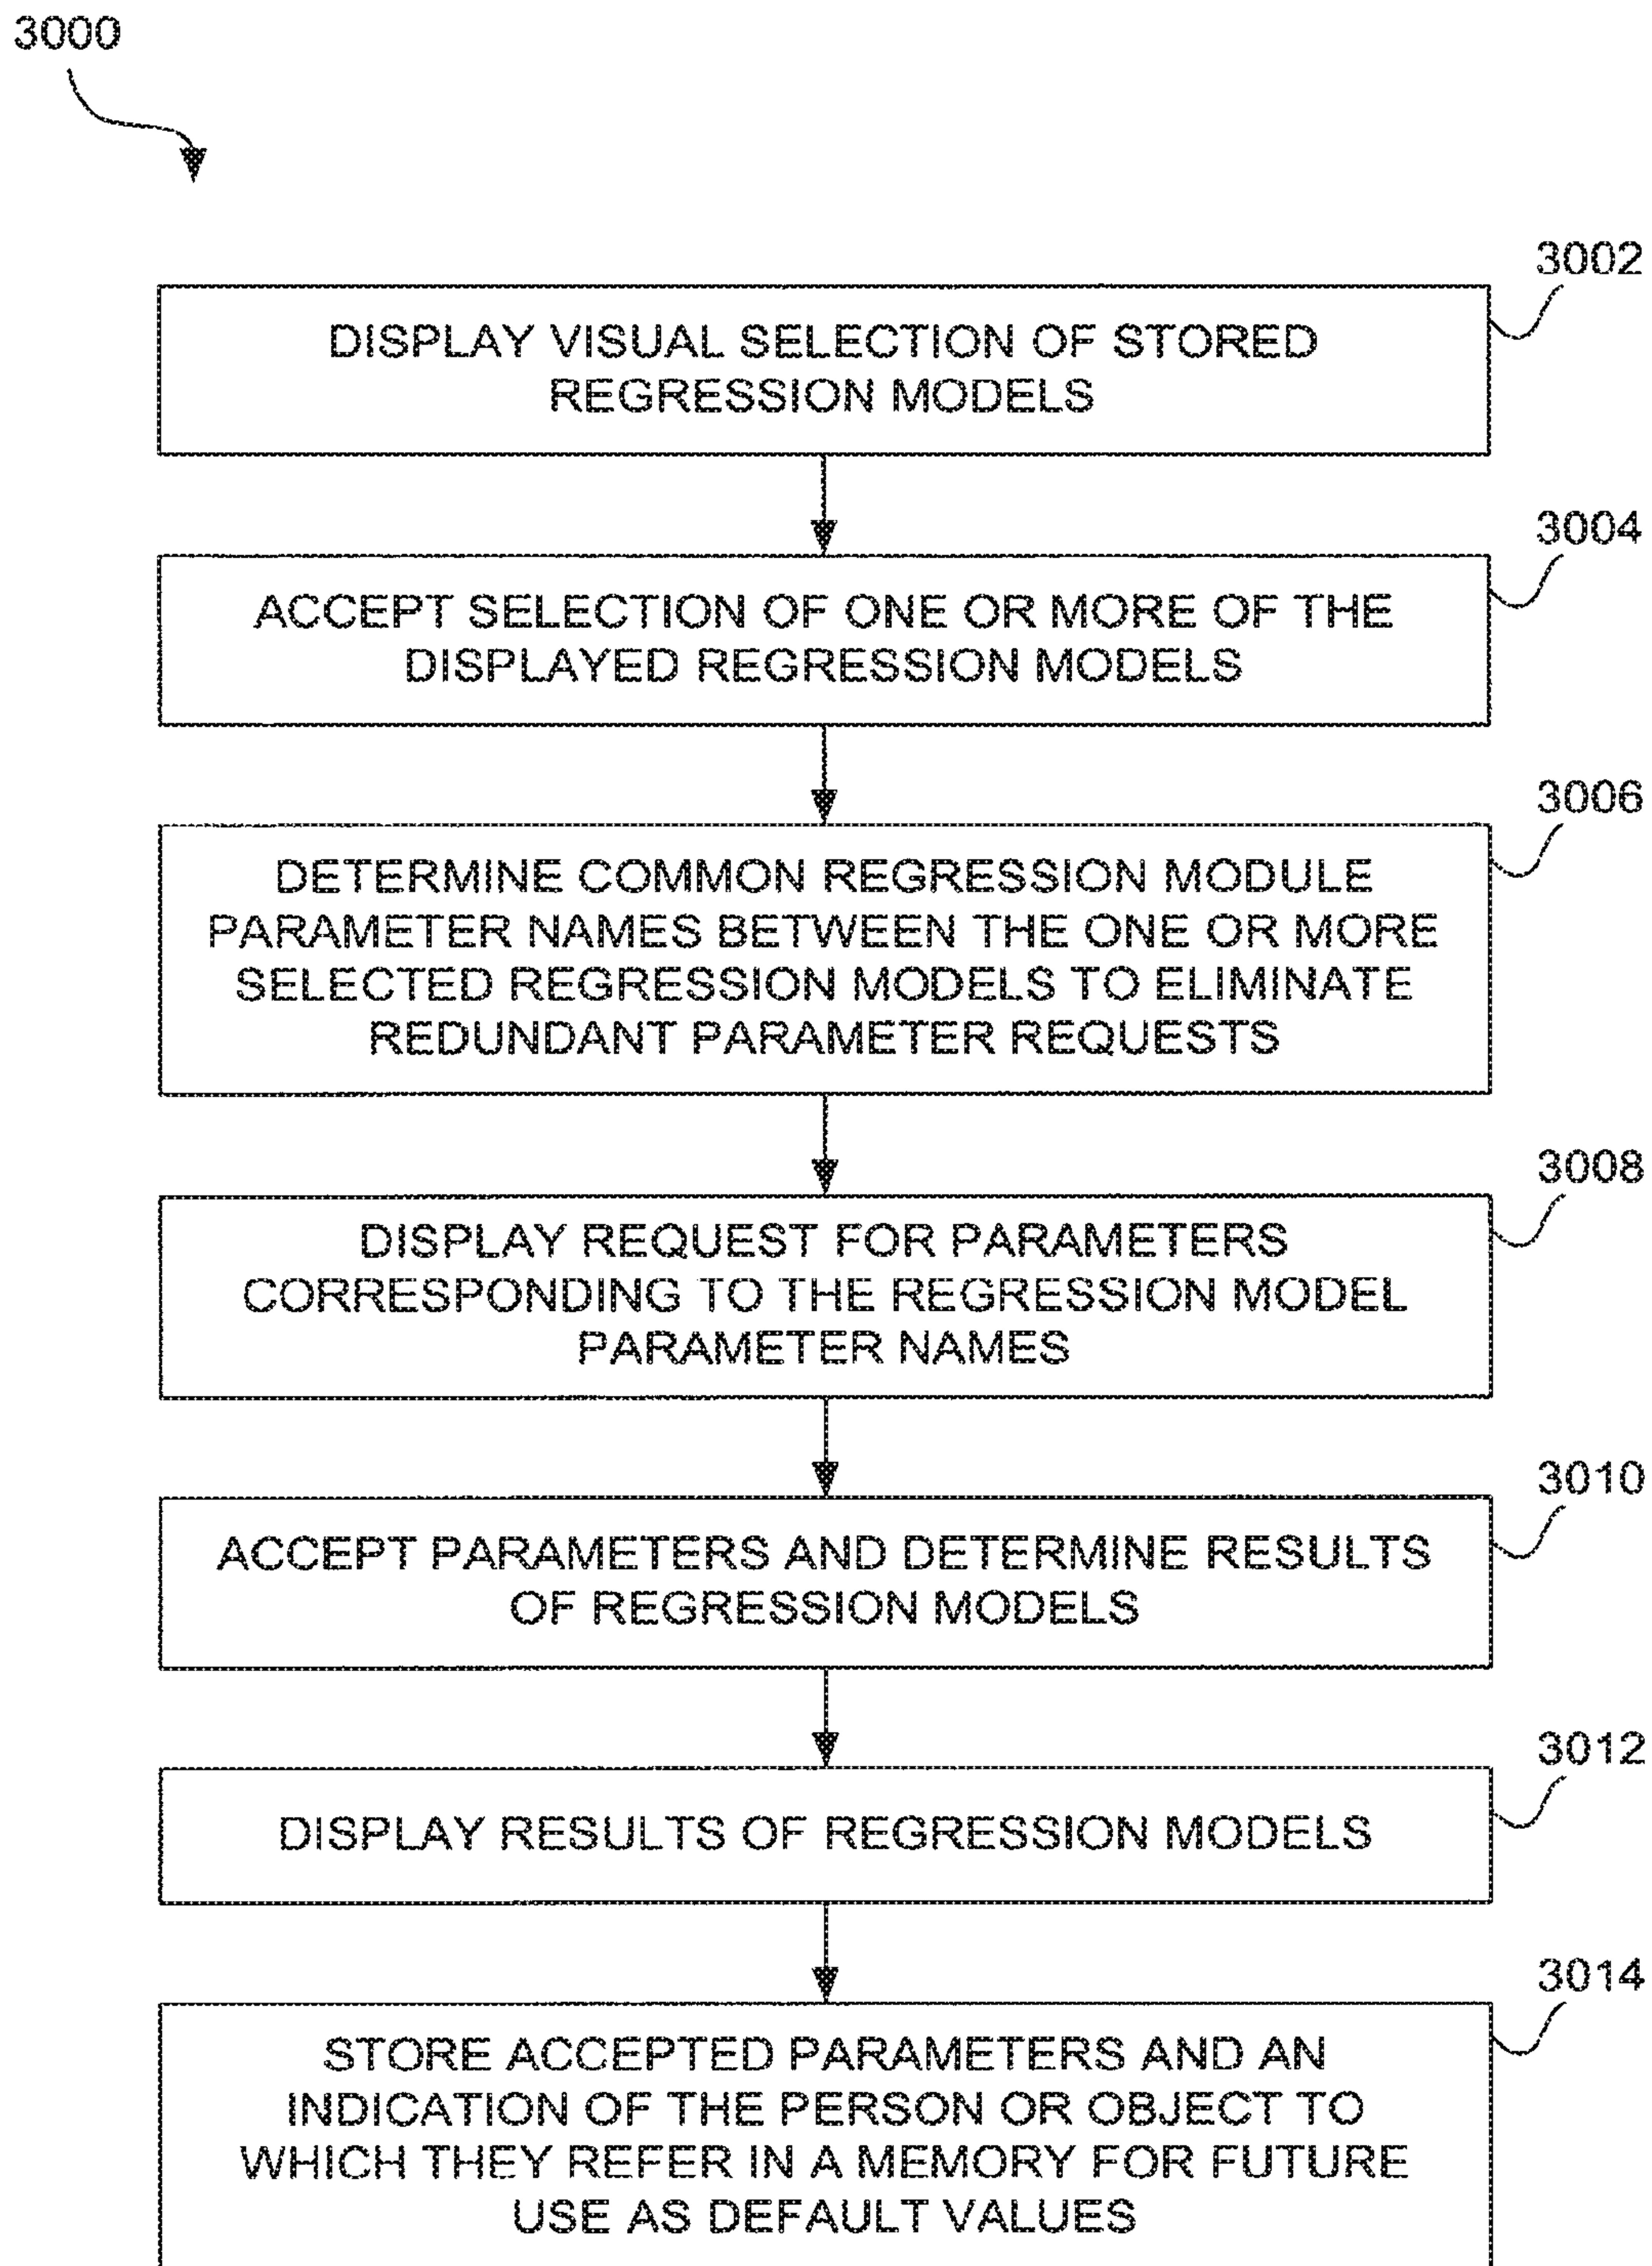 3000
3002
DISPLAY VISUAL SELECTION OF STORED
REGRESSION MODELS
3004
ACCEPT SELECTION OF ONE OR MORE OF THE
DISPLAYED REGRESSION MODELS
3006
DETERMINE COMMON REGRESSION MODULE
PARAMETER NAMES BETWEEN THE ONE OR MORE
SELECTED REGRESSION MODELS TO ELIMINATE
REDUNDANT PARAMETER REQUESTS
3008
DISPLAY REQUEST FOR PARAMETERS
CORRESPONDING TO THE REGRESSION MODEL
PARAMETER NAMES
3010
ACCEPT PARAMETERS AND DETERMINE RESULTS
OF REGRESSION MODELS
3012
DISPLAY RESULTS OF REGRESSION MODELS
3014
STORE ACCEPTED PARAMETERS AND AN
INDICATION OF THE PERSON OR OBJECT TO
WHICH THEY REFER IN A MEMORY FOR FUTURE
USE AS DEFAULT VALUES